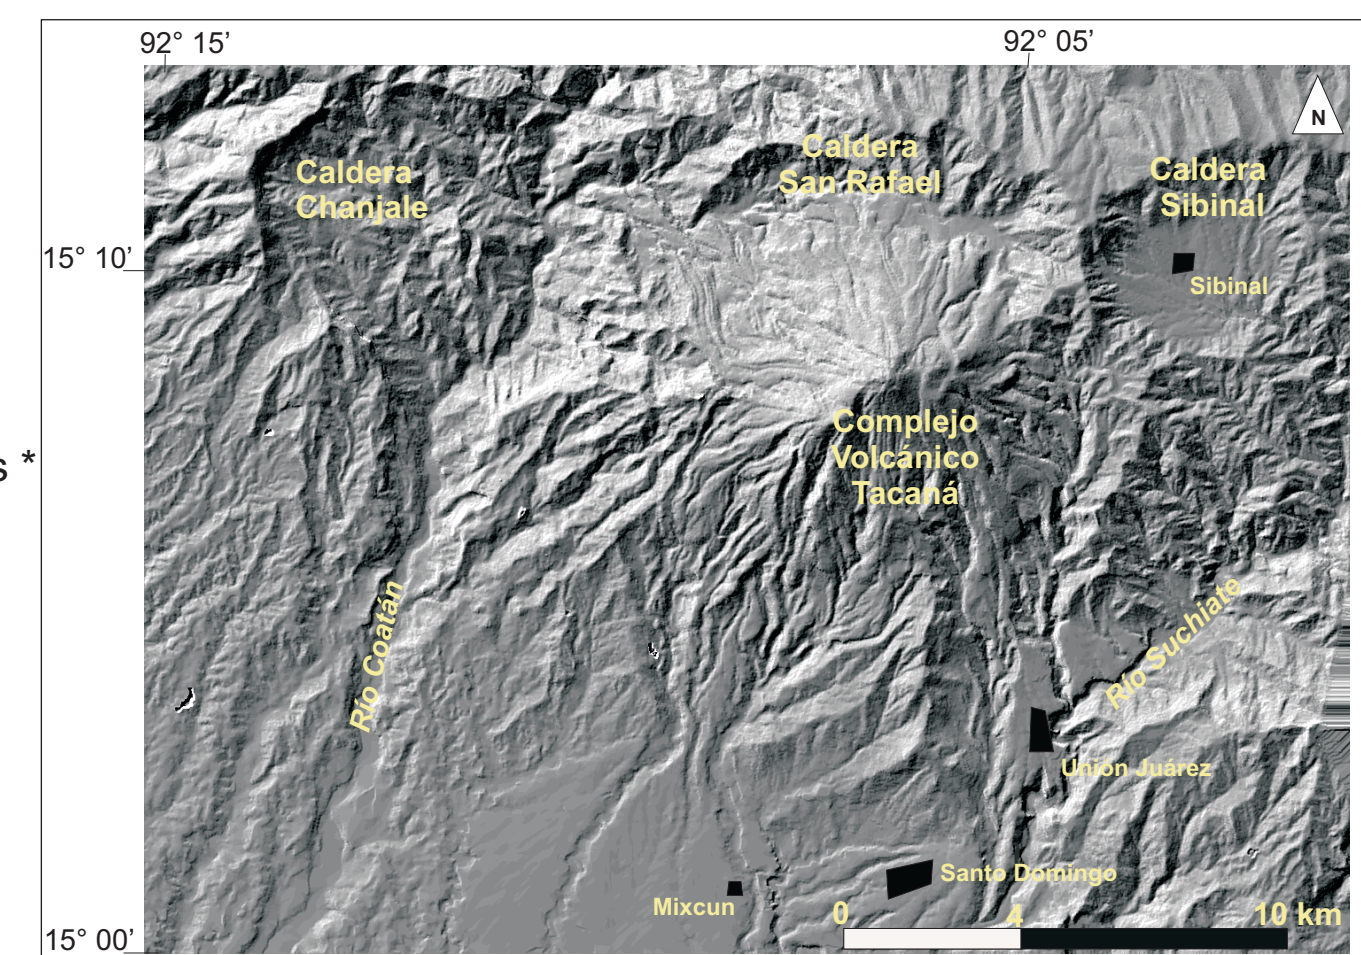 92° 15’
92° 05’
N
Caldera
San Rafael
Caldera
Chanjale
Caldera
Sibinal
15° 10’
Sibinal
Complejo
Volcánico
Tacaná
s *
Río Coatán
Río Suchiate
Unión Juárez
Santo Domingo
Mixcun
0 4 10 km
15° 00’